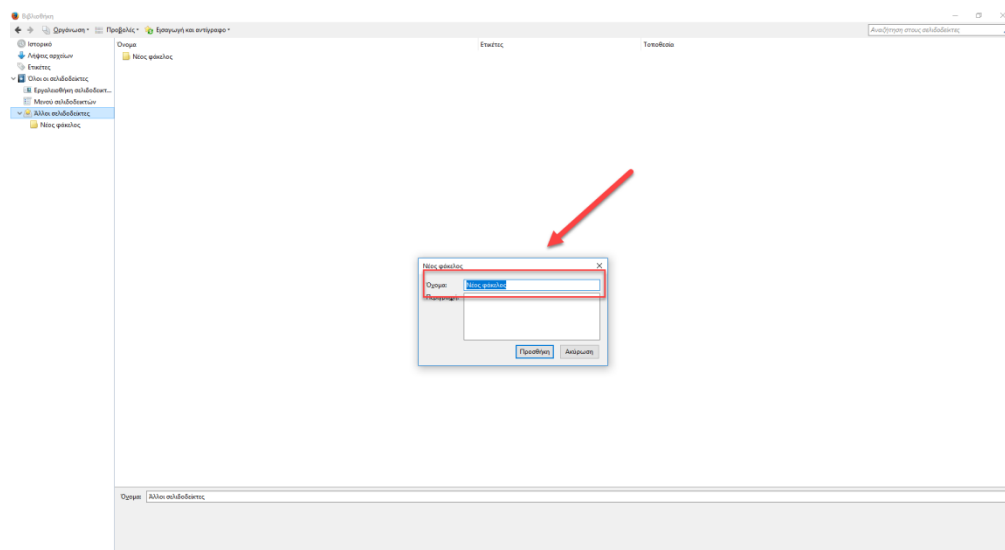 Βιβλιοθήκη
Οργάνωση Προβολές Εισαγωγή και αντίγραφο
Αναζήτηση στους σελιδοδείκτες
Ιστορικό
Λήψεις αρχείων
Ετικέτες
Όλοι οι σελιδοδείκτες
Εργαλειοθήκη σελιδοδεικτ...
Μενού σελιδοδεικτών
Άλλοι σελιδοδείκτες
Νέος φάκελος
Όνομα Ετικέτες Τοποθεσία
Νέος φάκελος
Νέος φάκελος
Όνομα: Νέος φάκελος
Περιγραφή:
Προσθήκη Ακύρωση
Όνομα: Άλλοι σελιδοδείκτες